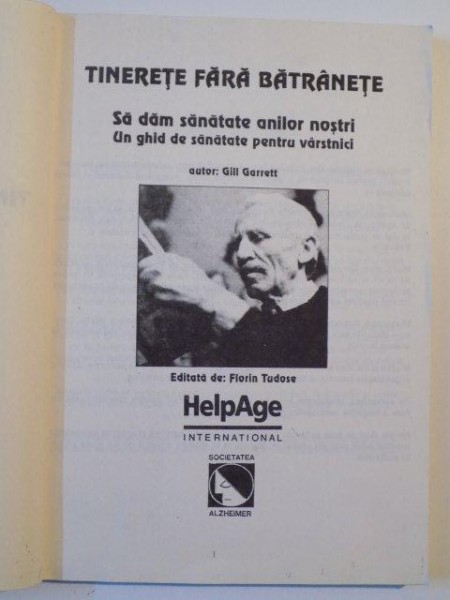 TINEREȚE FĂRĂ BĂTRÂNEȚE
Să dăm sănătate anilor noștri
Un ghid de sănătate pentru vârstnici
autor: Gill Garrett
Editată de: Florin Tudose
HelpAge
INTERNATIONAL
SOCIETATEA
ALZHEIMER